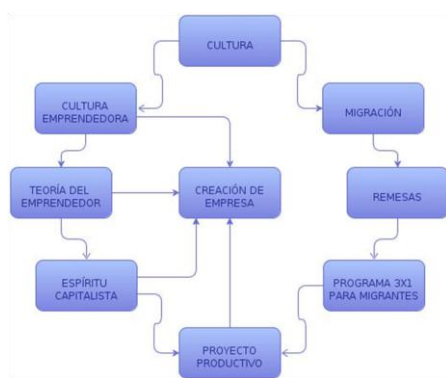 CULTURA
CULTURA
EMPRENDEDORA
MIGRACIÓN
TEORÍA DEL
EMPRENDEDOR
CREACIÓN DE
EMPRESA
REMESAS
ESPÍRITU
CAPITALISTA
PROGRAMA 3X1
PARA MIGRANTES
PROYECTO
PRODUCTIVO